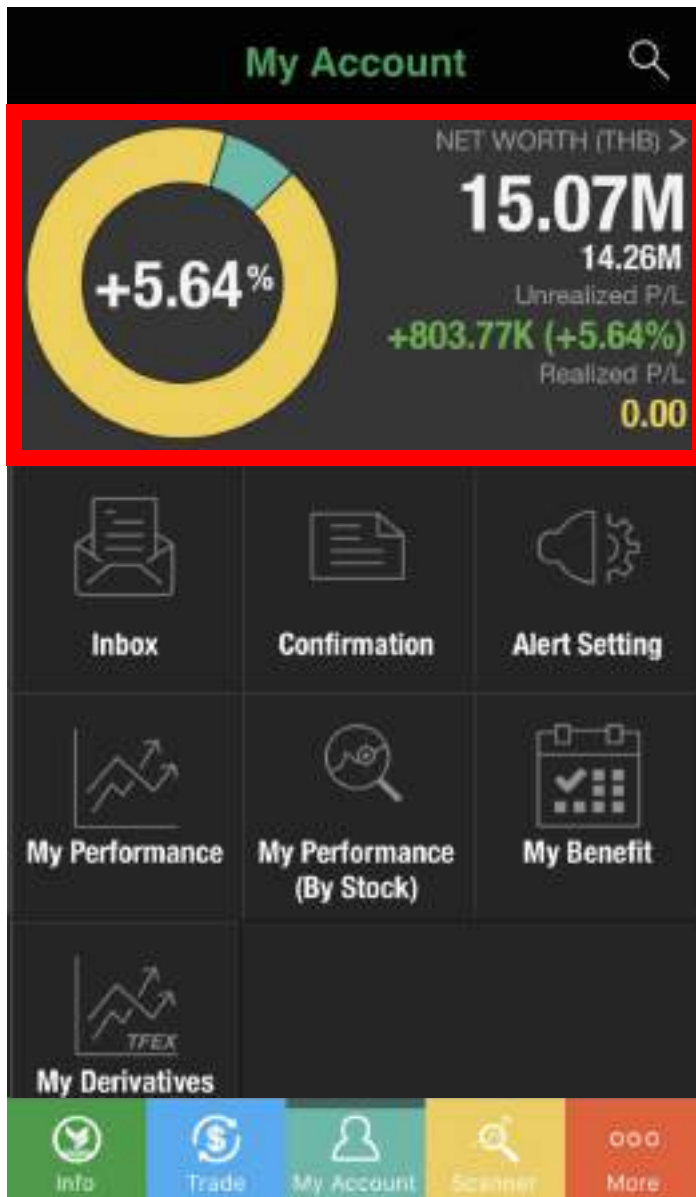 My Account
NET WORTH (THB) >
15.07M
14.26M
+5.64%
Unrealized P/L
+803.77K (+5.64%)
Realized P/L
0.00
Inbox
Confirmation
Alert Setting
My Performance
My Performance
(By Stock)
My Benefit
TFEX
My Derivatives
Info
Trade
My Account
Scanner
More